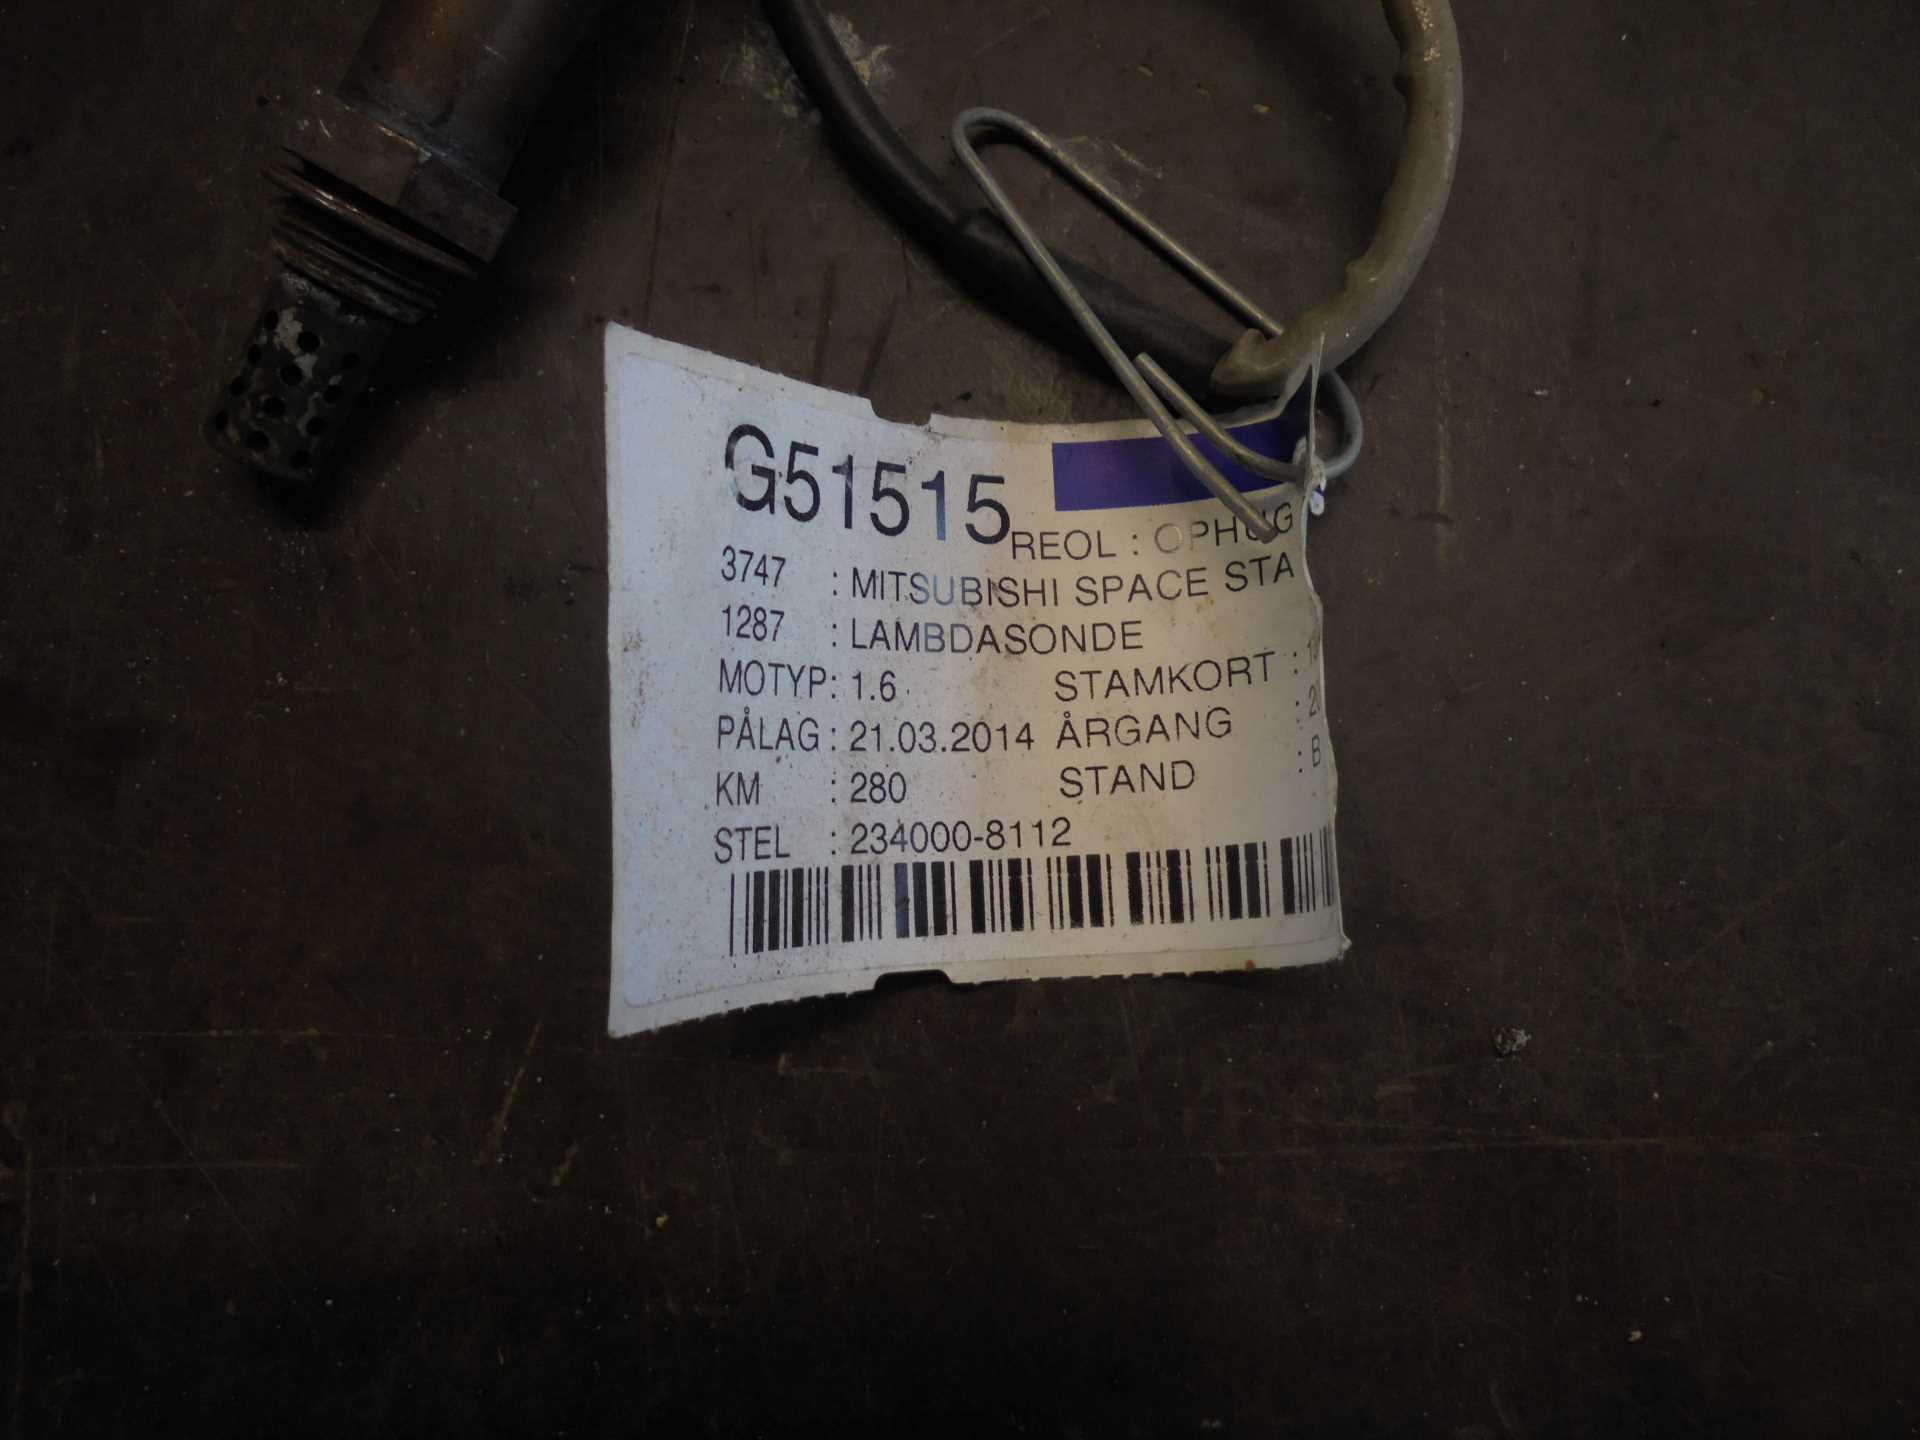 G51515 REOL : OPHUG
3747 : MITSUBISHI SPACE STA
1287 : LAMBDASONDE
MOTYP : 1.6 STAMKORT :
PÅLAG : 21.03.2014 ÅRGANG :
KM : 280 STAND : B
STEL : 234000-8112